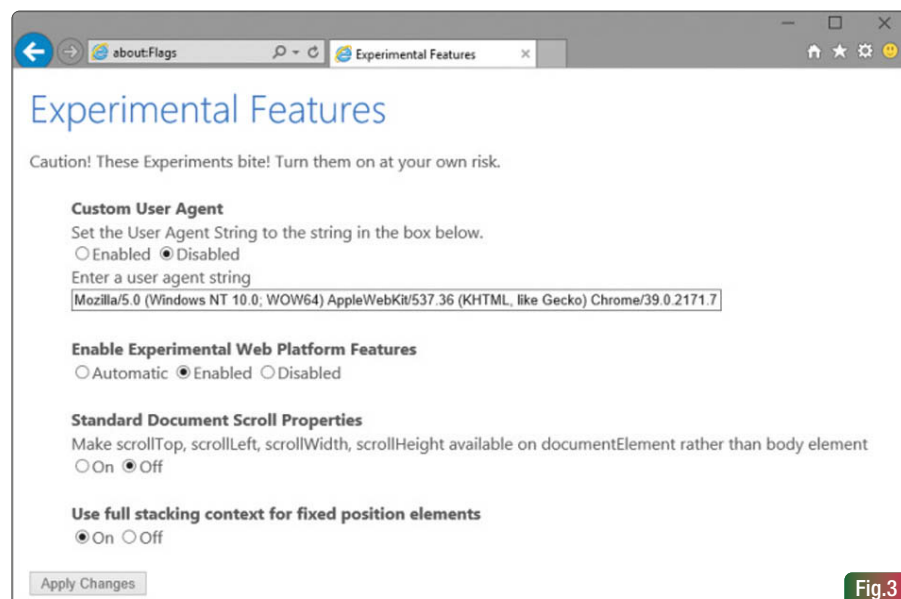 about:Flags
Experimental Features
Experimental Features
Caution! These Experiments bite! Turn them on at your own risk.
Custom User Agent
Set the User Agent String to the string in the box below.
Enabled Disabled
Enter a user agent string
Mozilla/5.0 (Windows NT 10.0; WOW64) AppleWebKit/537.36 (KHTML, like Gecko) Chrome/39.0.2171.7
Enable Experimental Web Platform Features
Automatic Enabled Disabled
Standard Document Scroll Properties
Make scrollTop, scrollLeft, scrollWidth, scrollHeight available on documentElement rather than body element
On Off
Use full stacking context for fixed position elements
On Off
Apply Changes
Fig.3